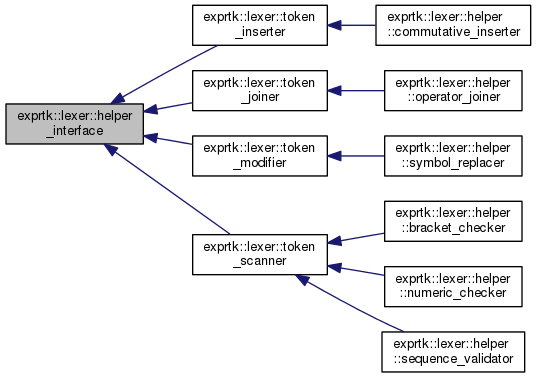 exprtk::lexer::helper
_interface
exprtk::lexer::token
_inserter
exprtk::lexer::helper
::commutative_inserter
exprtk::lexer::token
_joiner
exprtk::lexer::helper
::operator_joiner
exprtk::lexer::token
_modifier
exprtk::lexer::helper
::symbol_replacer
exprtk::lexer::token
_scanner
exprtk::lexer::helper
::bracket_checker
exprtk::lexer::helper
::numeric_checker
exprtk::lexer::helper
::sequence_validator